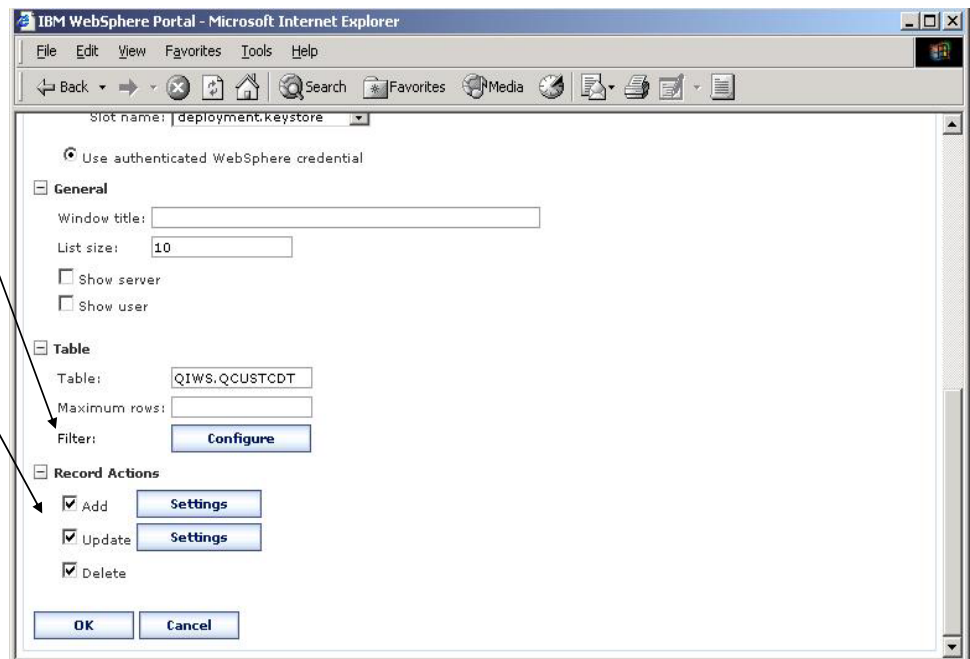 IBM WebSphere Portal - Microsoft Internet Explorer
File Edit View Favorites Tools Help
Back Search Favorites Media
Slot name: deployment.keystore
Use authenticated WebSphere credential
General
Window title:
List size: 10
Show server
Show user
Table
Table: QIWS.QCUSTCDT
Maximum rows:
Filter: Configure
Record Actions
Add Settings
Update Settings
Delete
OK Cancel